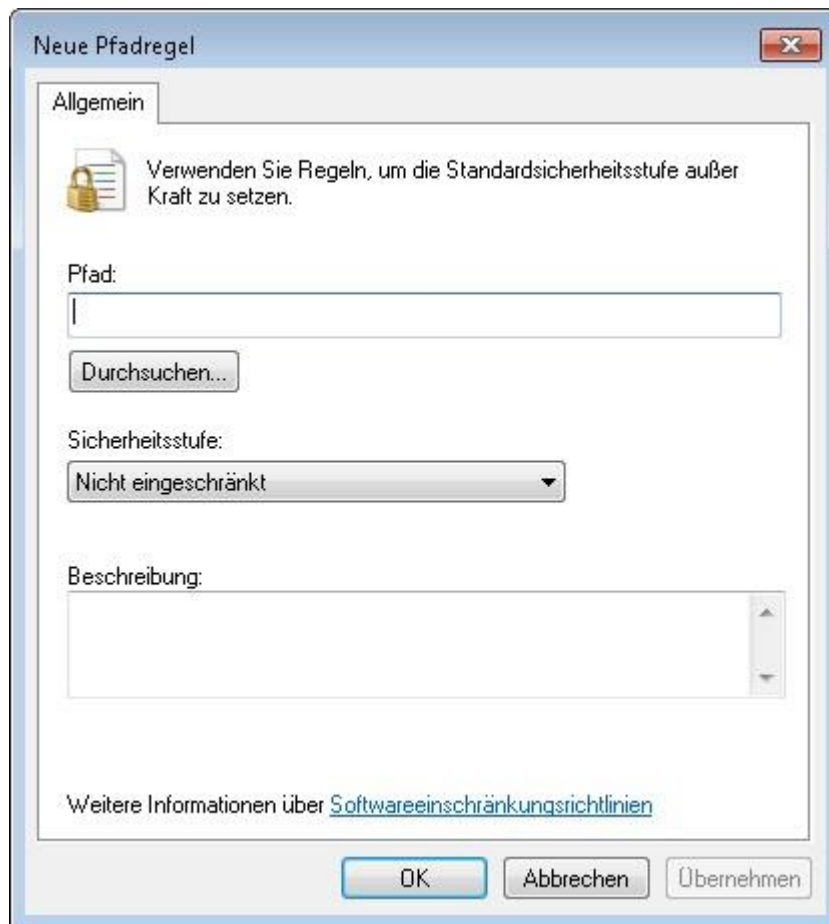 Neue Pfadregel
Allgemein
Verwenden Sie Regeln, um die Standardsicherheitsstufe außer
Kraft zu setzen.
Pfad:
Durchsuchen...
Sicherheitsstufe:
Nicht eingeschränkt
Beschreibung:
Weitere Informationen über Softwareeinschränkungsrichtlinien
OK Abbrechen Übernehmen